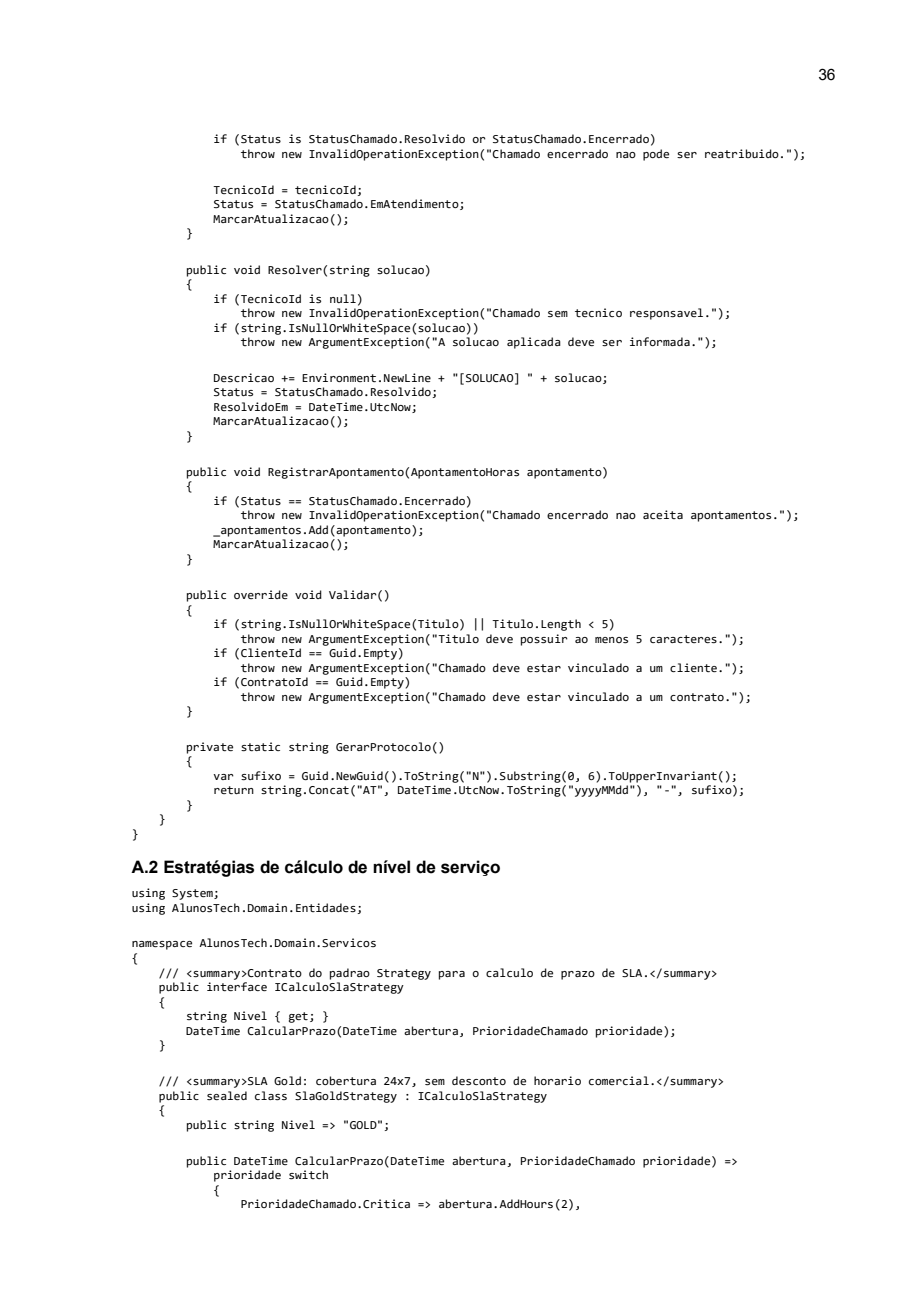 36
if (Status is StatusChamado.Resolvido or StatusChamado.Encerrado)
throw new InvalidOperationException("Chamado encerrado nao pode ser reatribuido.");
TecnicoId = tecnicoId;
Status = StatusChamado.EmAtendimento;
MarcarAtualizacao();
}
public void Resolver(string solucao)
{
if (TecnicoId is null)
throw new InvalidOperationException("Chamado sem tecnico responsavel.");
if (string.IsNullOrWhiteSpace(solucao))
throw new ArgumentException("A solucao aplicada deve ser informada.");
Descricao += Environment.NewLine + "[SOLUCAO] " + solucao;
Status = StatusChamado.Resolvido;
ResolvidoEm = DateTime.UtcNow;
MarcarAtualizacao();
}
public void RegistrarApontamento(ApontamentoHoras apontamento)
{
if (Status == StatusChamado.Encerrado)
throw new InvalidOperationException("Chamado encerrado nao aceita apontamentos.");
_apontamentos.Add(apontamento);
MarcarAtualizacao();
}
public override void Validar()
{
if (string.IsNullOrWhiteSpace(Titulo) || Titulo.Length < 5)
throw new ArgumentException("Titulo deve possuir ao menos 5 caracteres.");
if (ClienteId == Guid.Empty)
throw new ArgumentException("Chamado deve estar vinculado a um cliente.");
if (ContratoId == Guid.Empty)
throw new ArgumentException("Chamado deve estar vinculado a um contrato.");
}
private static string GerarProtocolo()
{
var sufixo = Guid.NewGuid().ToString("N").Substring(0, 6).ToUpperInvariant();
return string.Concat("AT", DateTime.UtcNow.ToString("yyyyMMdd"), "-", sufixo);
}
}
}
A.2 Estratégias de cálculo de nível de serviço
using System;
using AlunosTech.Domain.Entidades;
namespace AlunosTech.Domain.Servicos
{
/// <summary>Contrato do padrao Strategy para o calculo de prazo de SLA.</summary>
public interface ICalculoSlaStrategy
{
string Nivel { get; }
DateTime CalcularPrazo(DateTime abertura, PrioridadeChamado prioridade);
}
/// <summary>SLA Gold: cobertura 24x7, sem desconto de horario comercial.</summary>
public sealed class SlaGoldStrategy : ICalculoSlaStrategy
{
public string Nivel => "GOLD";
public DateTime CalcularPrazo(DateTime abertura, PrioridadeChamado prioridade) =>
prioridade switch
{
PrioridadeChamado.Critica => abertura.AddHours(2),